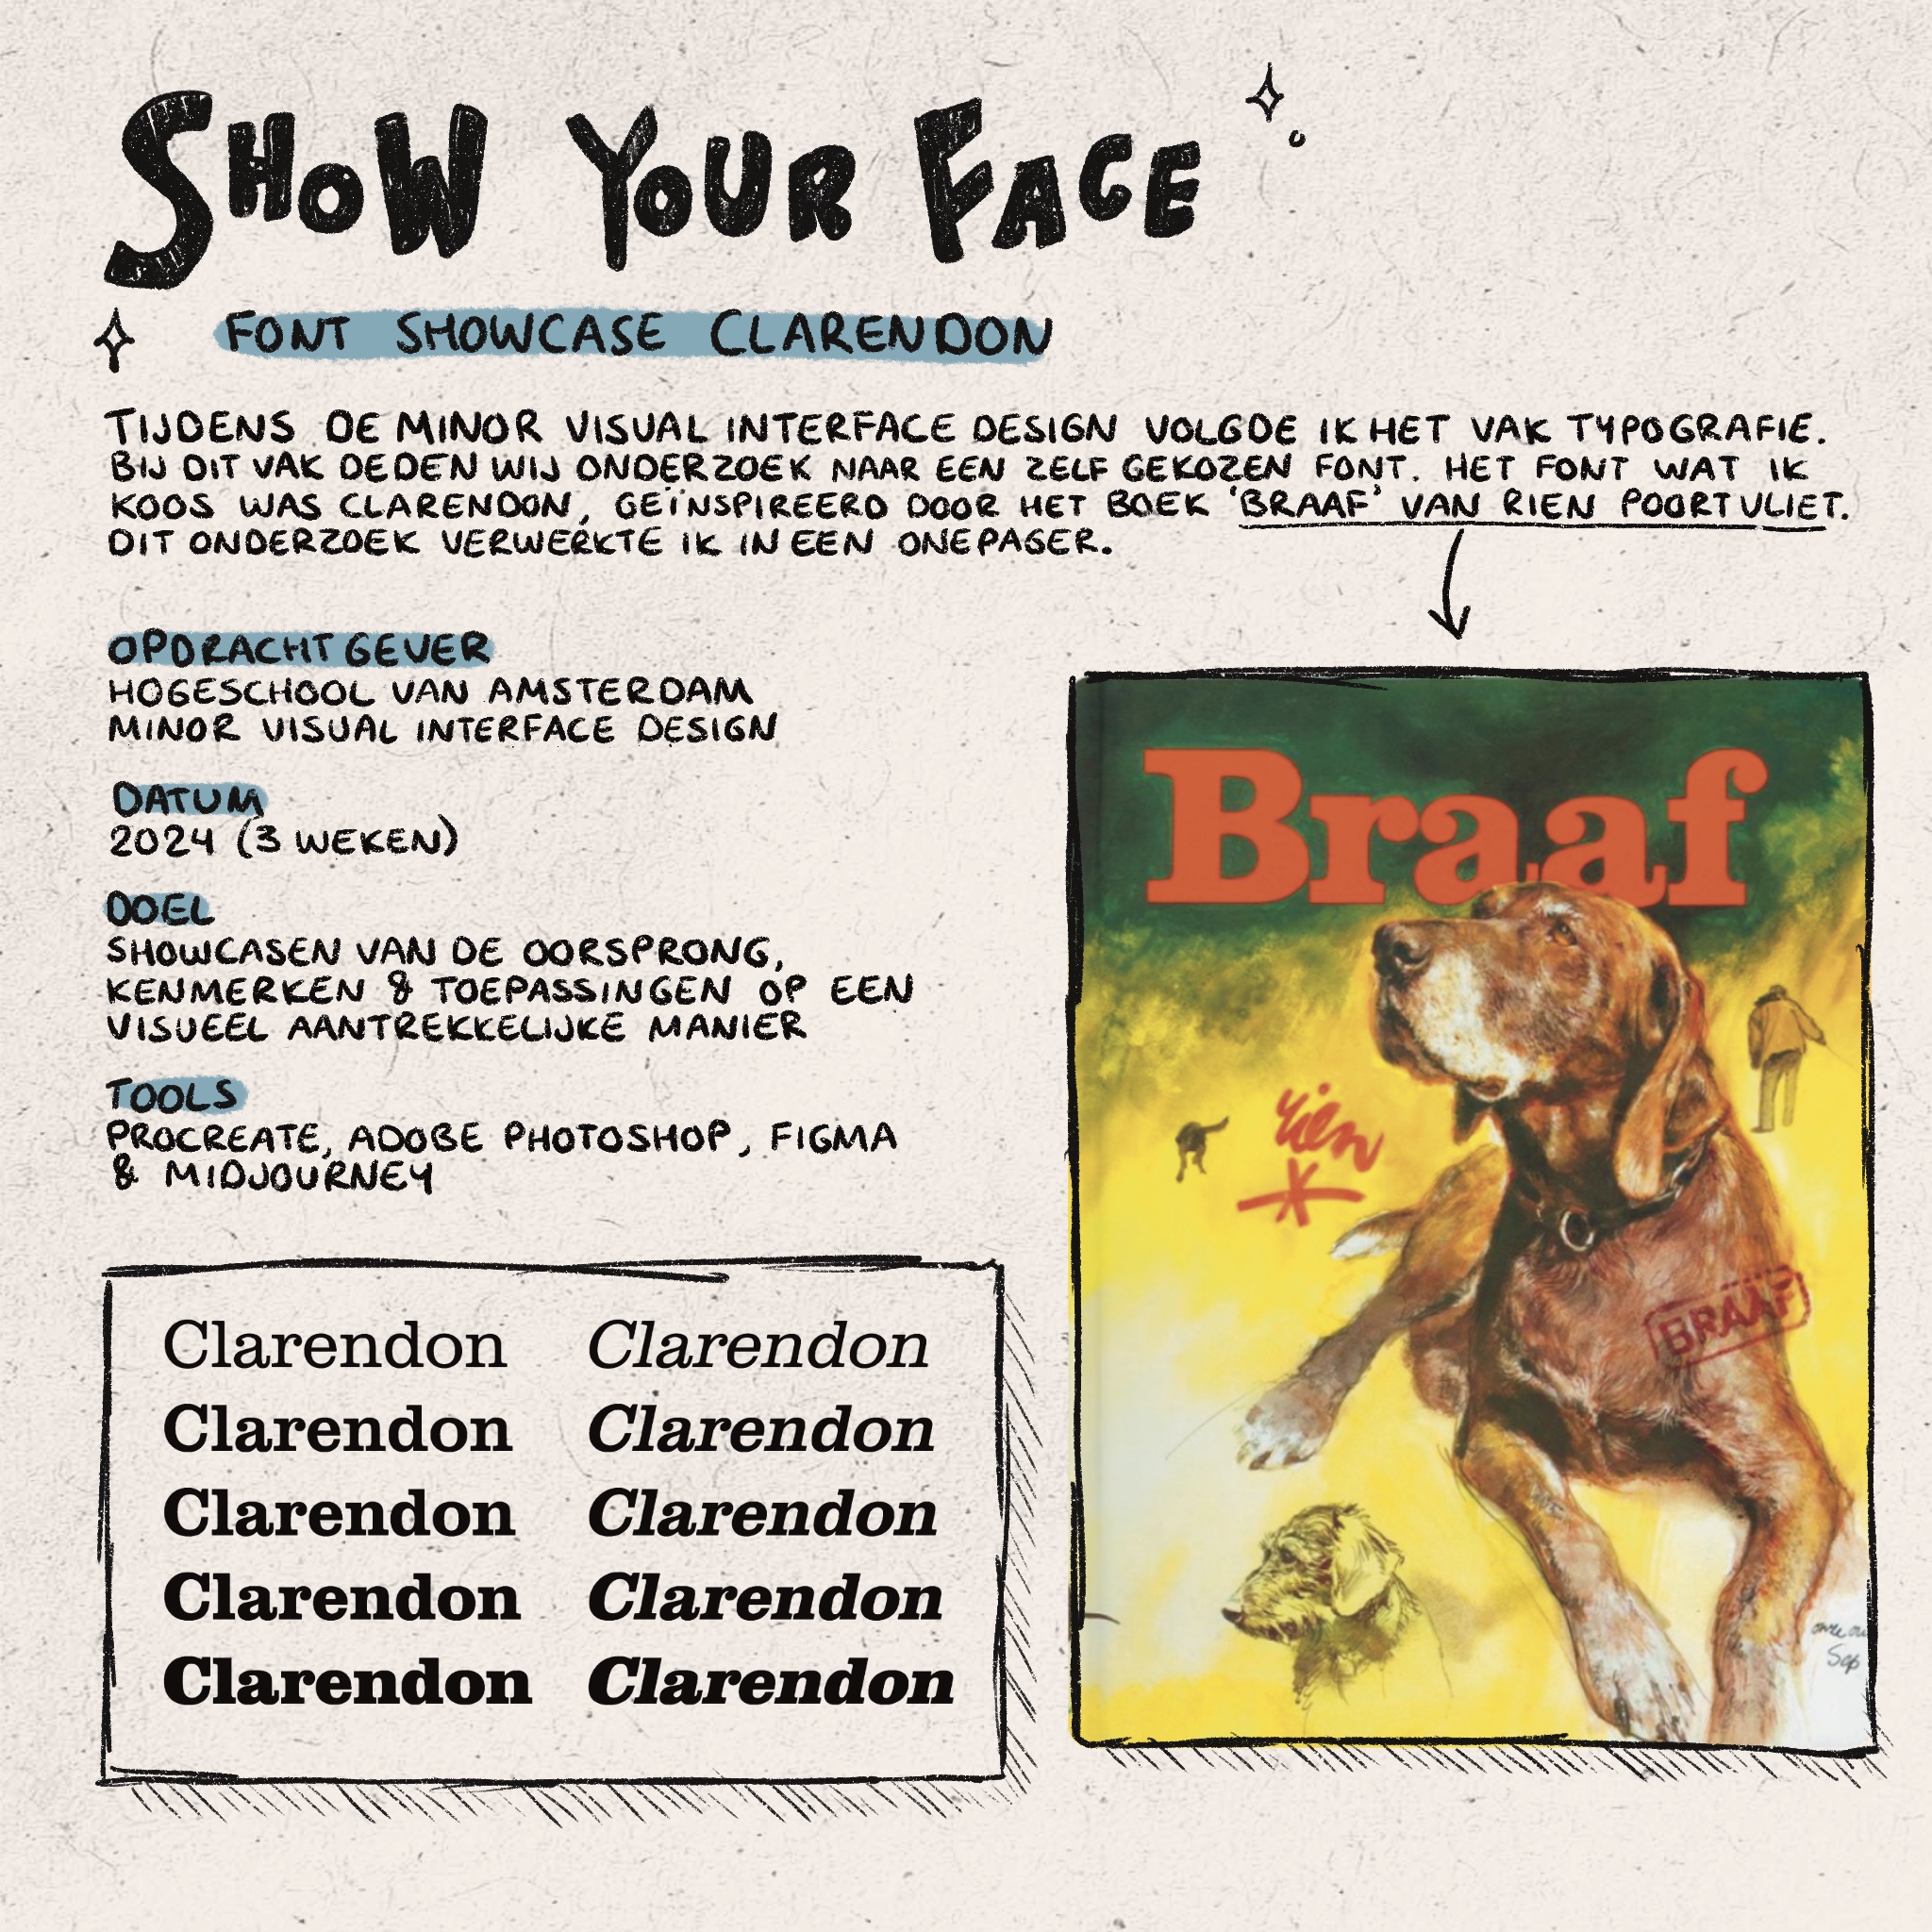 SHOW YOUR FACE
FONT SHOWCASE CLARENDON
TIJDENS DE MINOR VISUAL INTERFACE DESIGN VOLGDE IK HET VAK TYPOGRAFIE.
BIJ DIT VAK DEDEN WIJ ONDERZOEK NAAR EEN ZELF GEKOZEN FONT. HET FONT WAT IK
KOOS WAS CLARENDON, GEÏNSPIREERD DOOR HET BOEK 'BRAAF' VAN RIEN POORTVLIET.
DIT ONDERZOEK VERWERKTE IK IN EEN ONEPAGER.
OPDRACHTGEVER
HOGESCHOOL VAN AMSTERDAM
MINOR VISUAL INTERFACE DESIGN
DATUM
2024 (3 WEKEN)
DOEL
SHOWCASEN VAN DE OORSPRONG,
KENMERKEN & TOEPASSINGEN OP EEN
VISUEEL AANTREKKELIJKE MANIER
TOOLS
PROCREATE, ADOBE PHOTOSHOP, FIGMA
& MIDJOURNEY
Clarendon Clarendon
Clarendon Clarendon
Clarendon Clarendon
Clarendon Clarendon
Clarendon Clarendon
Braaf
rien
BRAAF
Sep